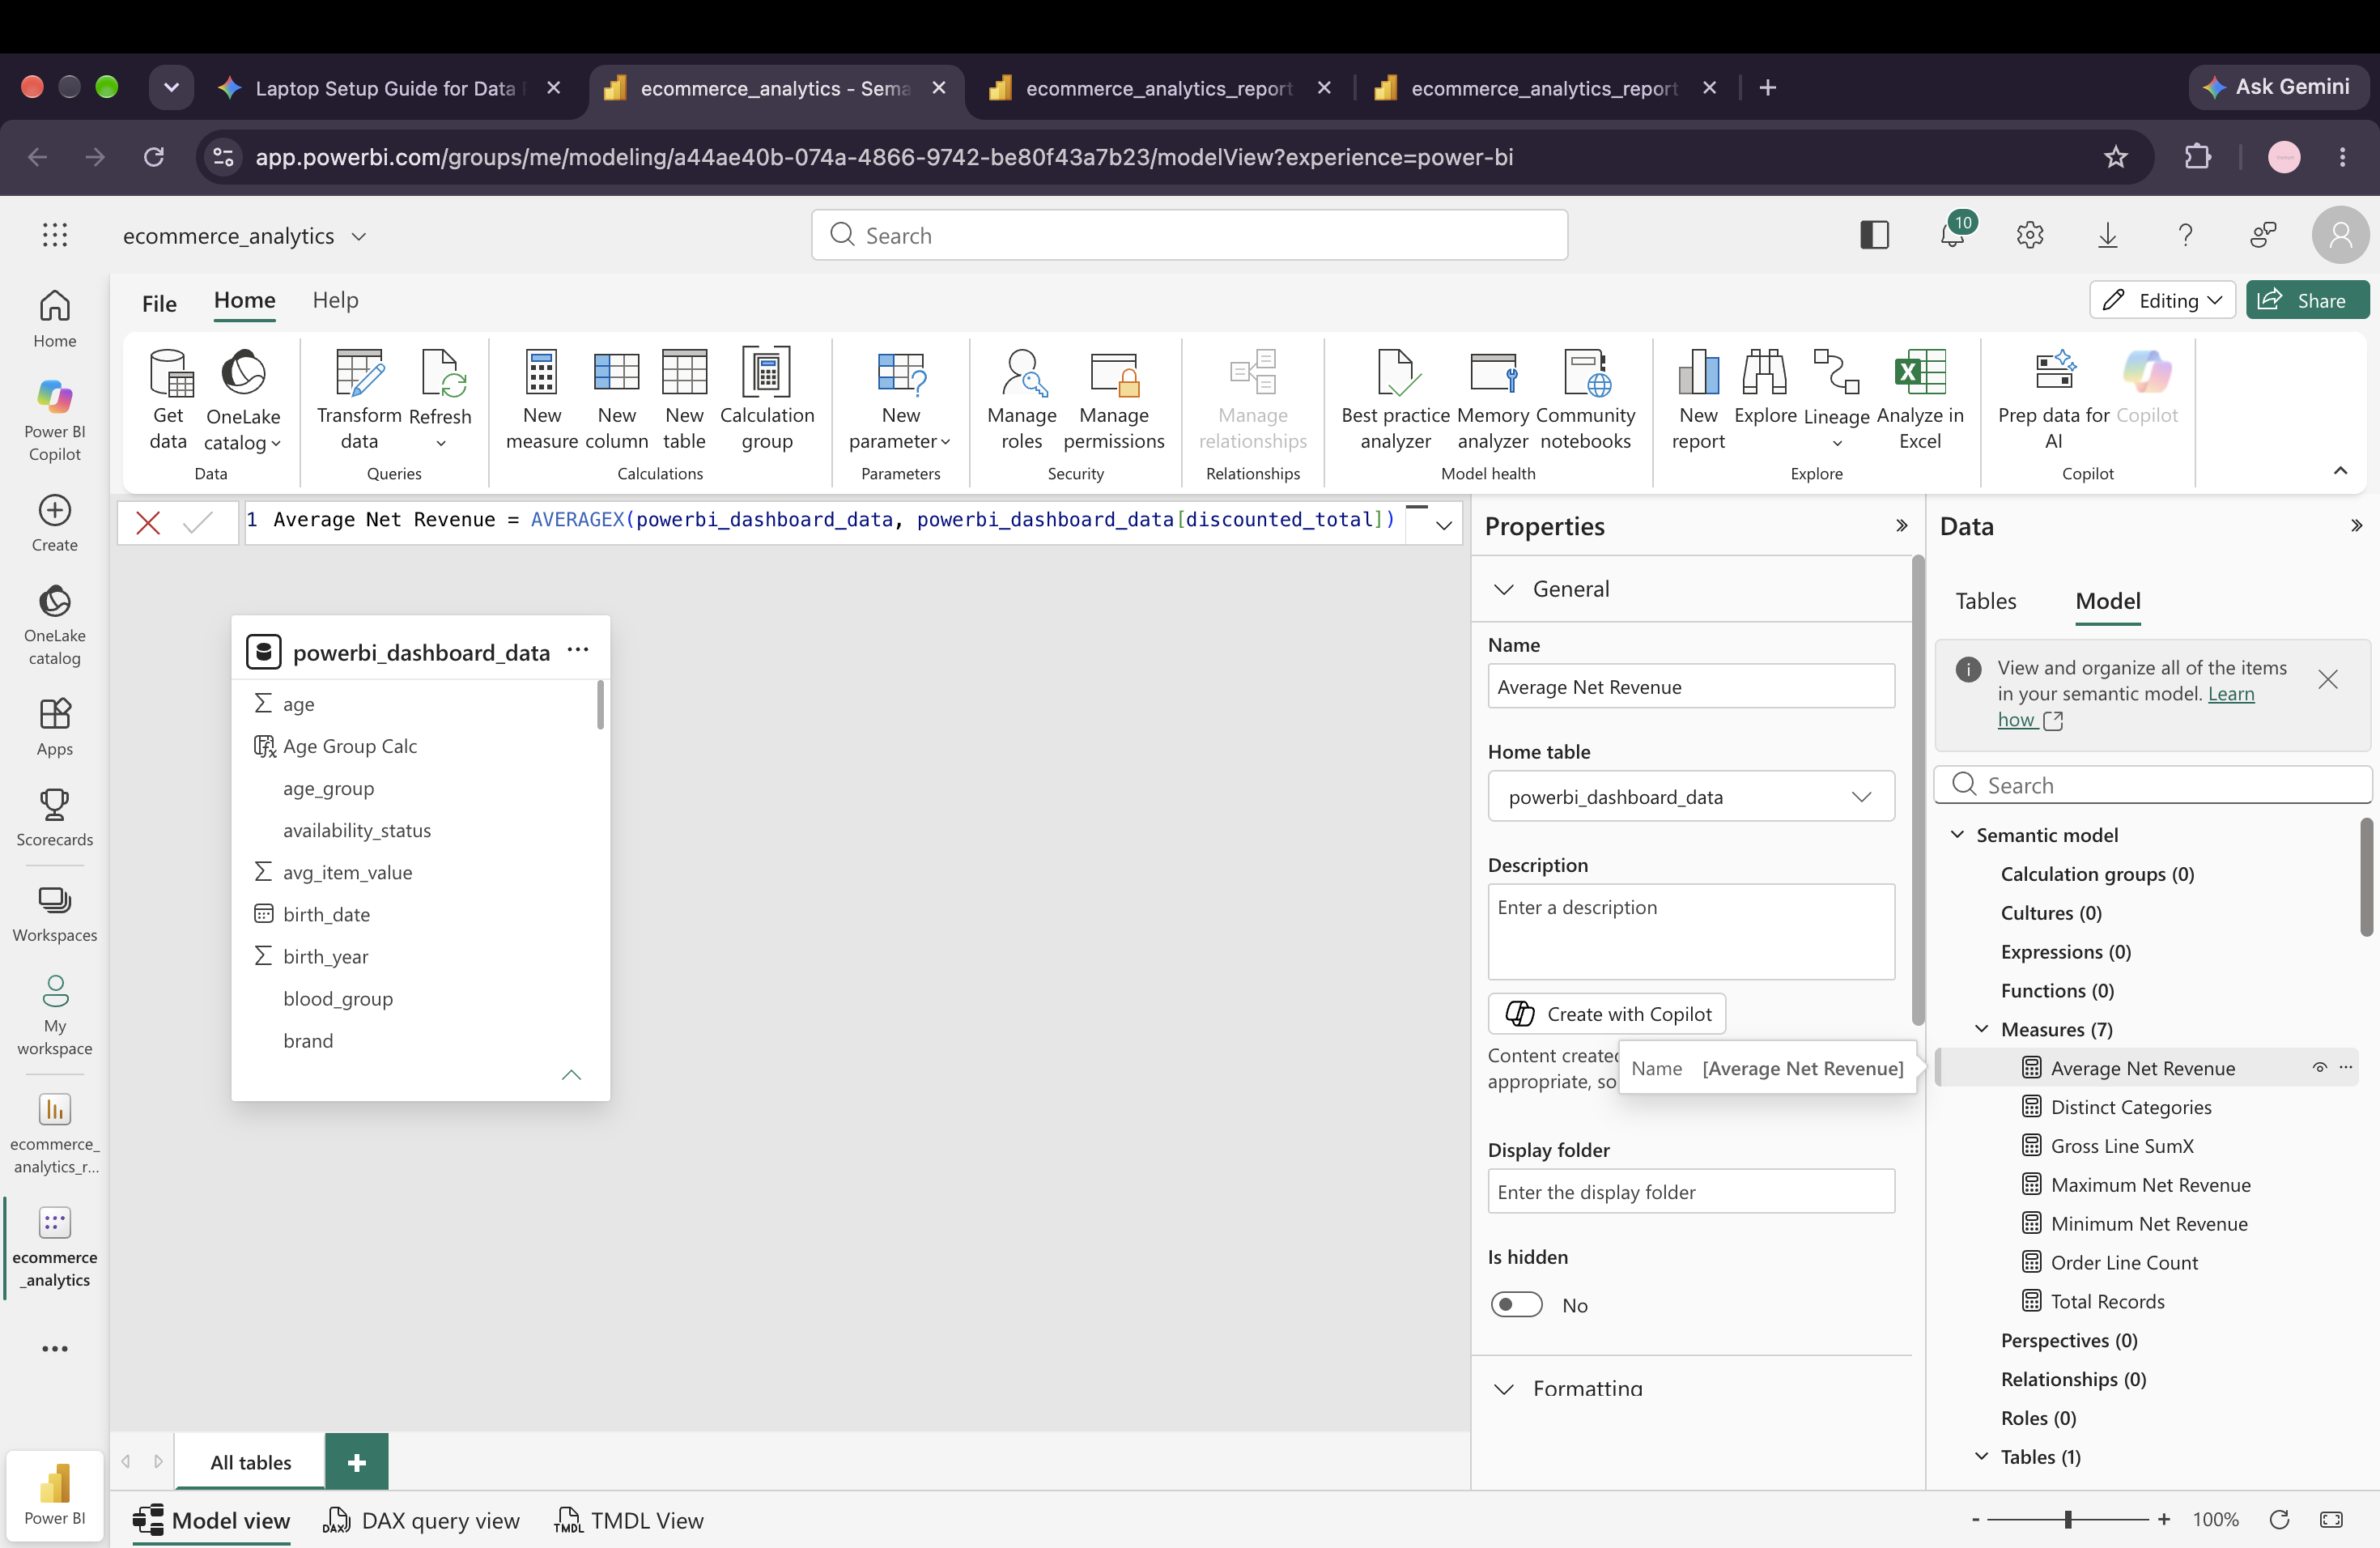 Laptop Setup Guide for Data
ecommerce_analytics - Sema
ecommerce_analytics_report
ecommerce_analytics_report
Ask Gemini
app.powerbi.com/groups/me/modeling/a44ae40b-074a-4866-9742-be80f43a7b23/modelView?experience=power-bi
ecommerce_analytics
Search
10
File
Home
Help
Editing
Share
Get data
OneLake catalog
Data
Transform data
Refresh
Queries
New measure
New column
New table
Calculation group
Calculations
New parameter
Parameters
Manage roles
Manage permissions
Security
Manage relationships
Relationships
Best practice analyzer
Memory analyzer
Community notebooks
Model health
New report
Explore
Lineage
Analyze in Excel
Explore
Prep data for AI
Copilot
Copilot
Home
Power BI
Copilot
Create
OneLake
catalog
Apps
Scorecards
Workspaces
My
workspace
ecommerce_
analytics_r...
ecommerce
_analytics
Power BI
1 Average Net Revenue = AVERAGEX(powerbi_dashboard_data, powerbi_dashboard_data[discounted_total])
powerbi_dashboard_data
age
Age Group Calc
age_group
availability_status
avg_item_value
birth_date
birth_year
blood_group
brand
Properties
General
Name
Average Net Revenue
Home table
powerbi_dashboard_data
Description
Enter a description
Create with Copilot
Content created
appropriate, so
Name [Average Net Revenue]
Display folder
Enter the display folder
Is hidden
No
Formatting
Data
Tables
Model
View and organize all of the items
in your semantic model. Learn
how
Search
Semantic model
Calculation groups (0)
Cultures (0)
Expressions (0)
Functions (0)
Measures (7)
Average Net Revenue
Distinct Categories
Gross Line SumX
Maximum Net Revenue
Minimum Net Revenue
Order Line Count
Total Records
Perspectives (0)
Relationships (0)
Roles (0)
Tables (1)
All tables
Model view
DAX
DAX query view
TMDL
TMDL View
- + 100%